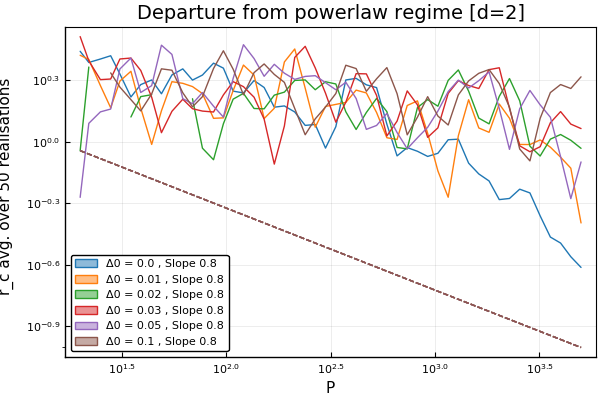 Departure from powerlaw regime [d=2]
r_c avg. over 50 realisations
10^0.3
10^0.0
10^-0.3
10^-0.6
10^-0.9
Δ0 = 0.0 , Slope 0.8
Δ0 = 0.01 , Slope 0.8
Δ0 = 0.02 , Slope 0.8
Δ0 = 0.03 , Slope 0.8
Δ0 = 0.05 , Slope 0.8
Δ0 = 0.1 , Slope 0.8
10^1.5 10^2.0 10^2.5 10^3.0 10^3.5
P